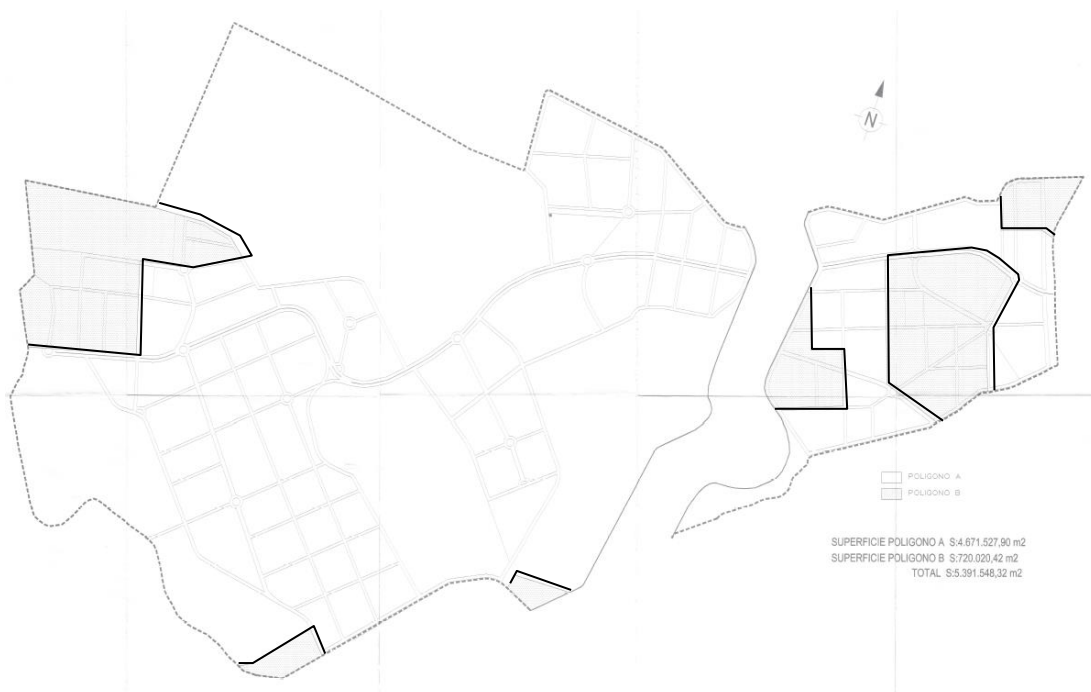 N
POLIGONO A
POLIGONO B
SUPERFICIE POLIGONO A S:4.671.527,90 m2
SUPERFICIE POLIGONO B S:720.020,42 m2
TOTAL S:5.391.548,32 m2